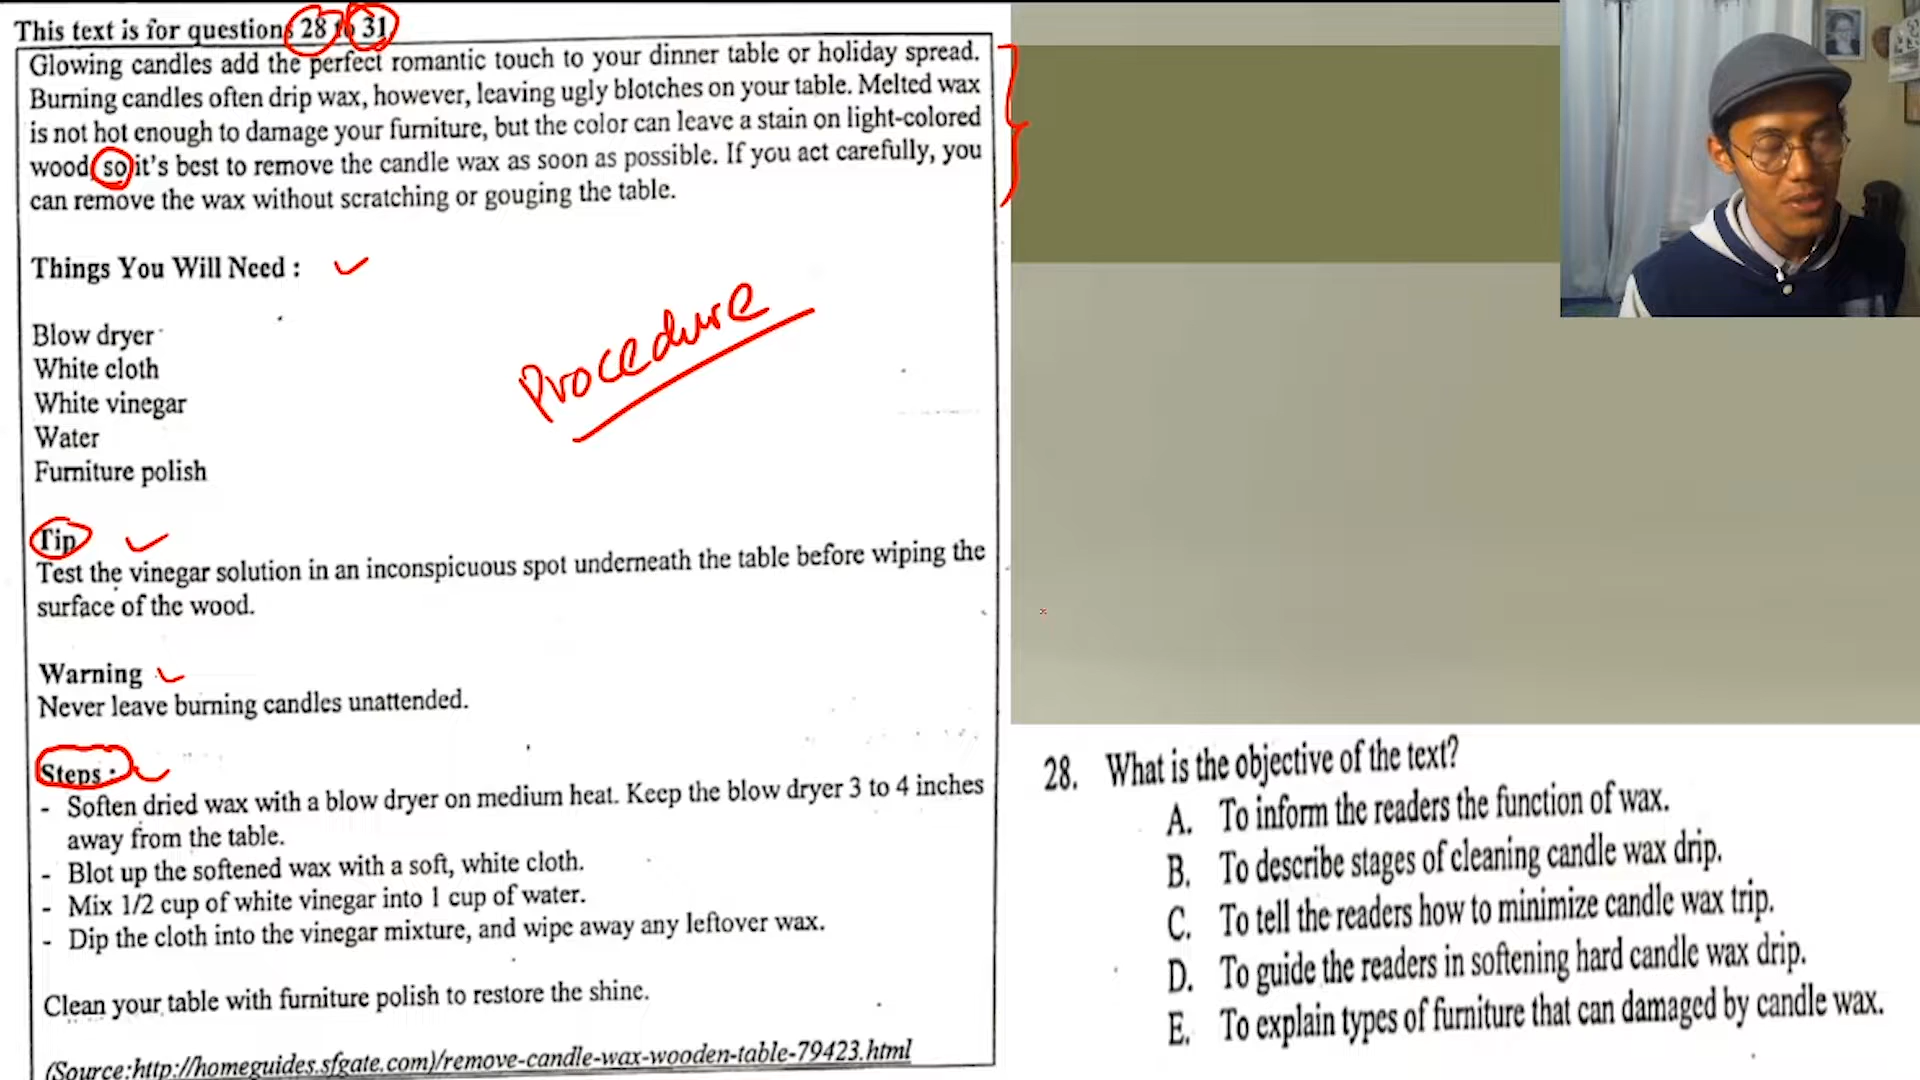 This text is for questions 28 to 31
Glowing candles add the perfect romantic touch to your dinner table or holiday spread.
Burning candles often drip wax, however, leaving ugly blotches on your table. Melted wax
is not hot enough to damage your furniture, but the color can leave a stain on light-colored
wood, so it's best to remove the candle wax as soon as possible. If you act carefully, you
can remove the wax without scratching or gouging the table.
Things You Will Need :
Blow dryer
White cloth
White vinegar
Water
Furniture polish
Procedure
Tip
Test the vinegar solution in an inconspicuous spot underneath the table before wiping the
surface of the wood.
Warning
Never leave burning candles unattended.
Steps :
- Soften dried wax with a blow dryer on medium heat. Keep the blow dryer 3 to 4 inches
away from the table.
- Blot up the softened wax with a soft, white cloth.
- Mix 1/2 cup of white vinegar into 1 cup of water.
- Dip the cloth into the vinegar mixture, and wipe away any leftover wax.
Clean your table with furniture polish to restore the shine.
(Source:http://homeguides.sfgate.com)/remove-candle-wax-wooden-table-79423.html
28. What is the objective of the text?
A. To inform the readers the function of wax.
B. To describe stages of cleaning candle wax drip.
C. To tell the readers how to minimize candle wax trip.
D. To guide the readers in softening hard candle wax drip.
E. To explain types of furniture that can damaged by candle wax.